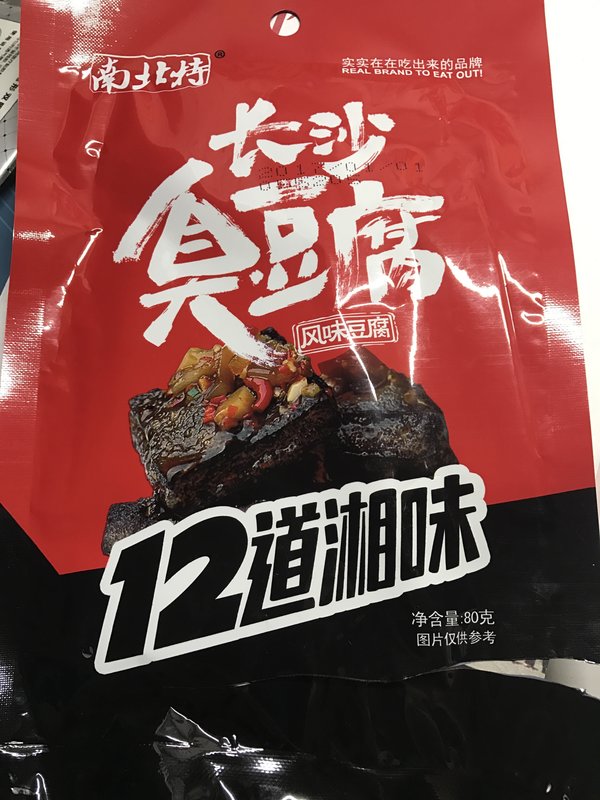 南北特®
实实在在吃出来的品牌
REAL BRAND TO EAT OUT!
长沙
臭豆腐
风味豆腐
12道湘味
净含量:80克
图片仅供参考